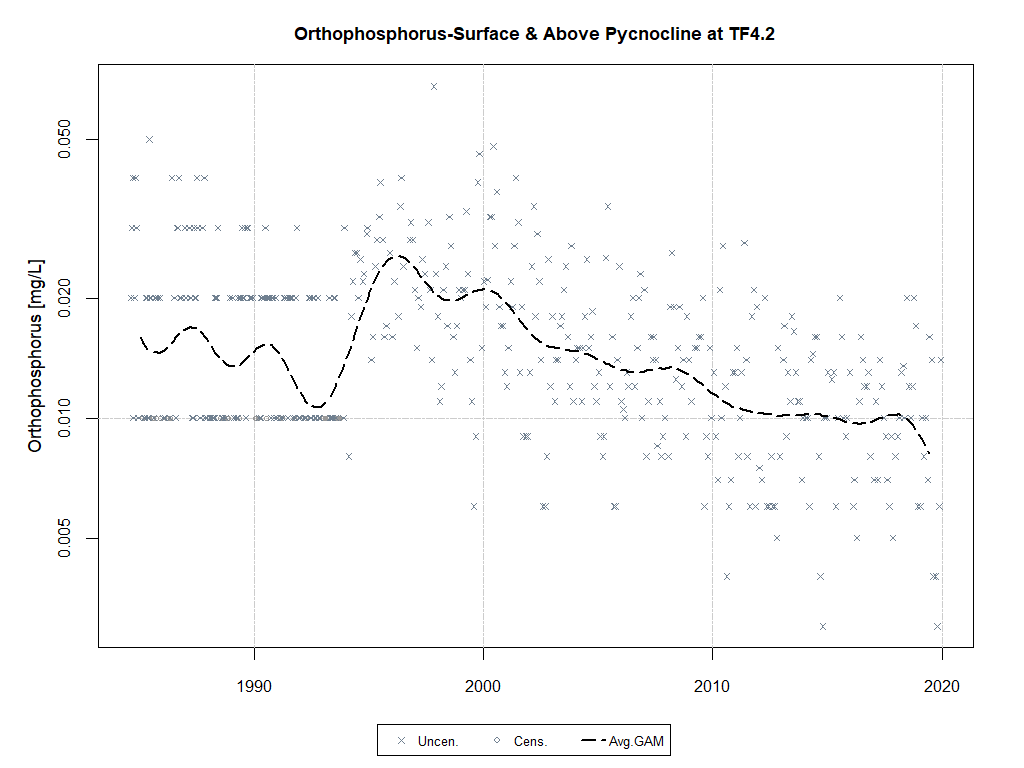 Orthophosphorus-Surface & Above Pycnocline at TF4.2
Orthophosphorus [mg/L]
0.050
0.020
0.010
0.005
1990 2000 2010 2020
Uncen. Cens. Avg.GAM